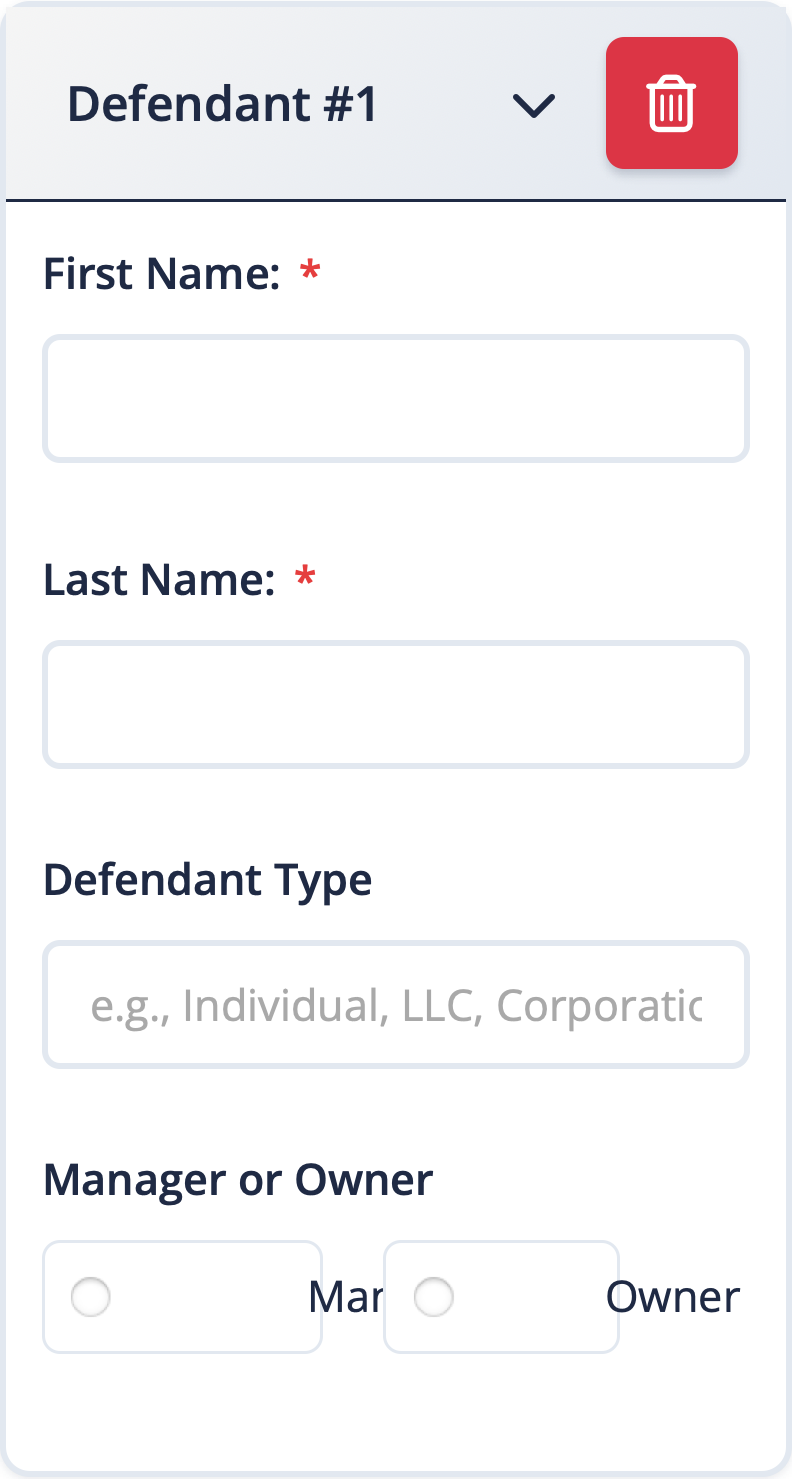 Defendant #1
First Name: *
Last Name: *
Defendant Type
e.g., Individual, LLC, Corporatic
Manager or Owner
Mar Owner